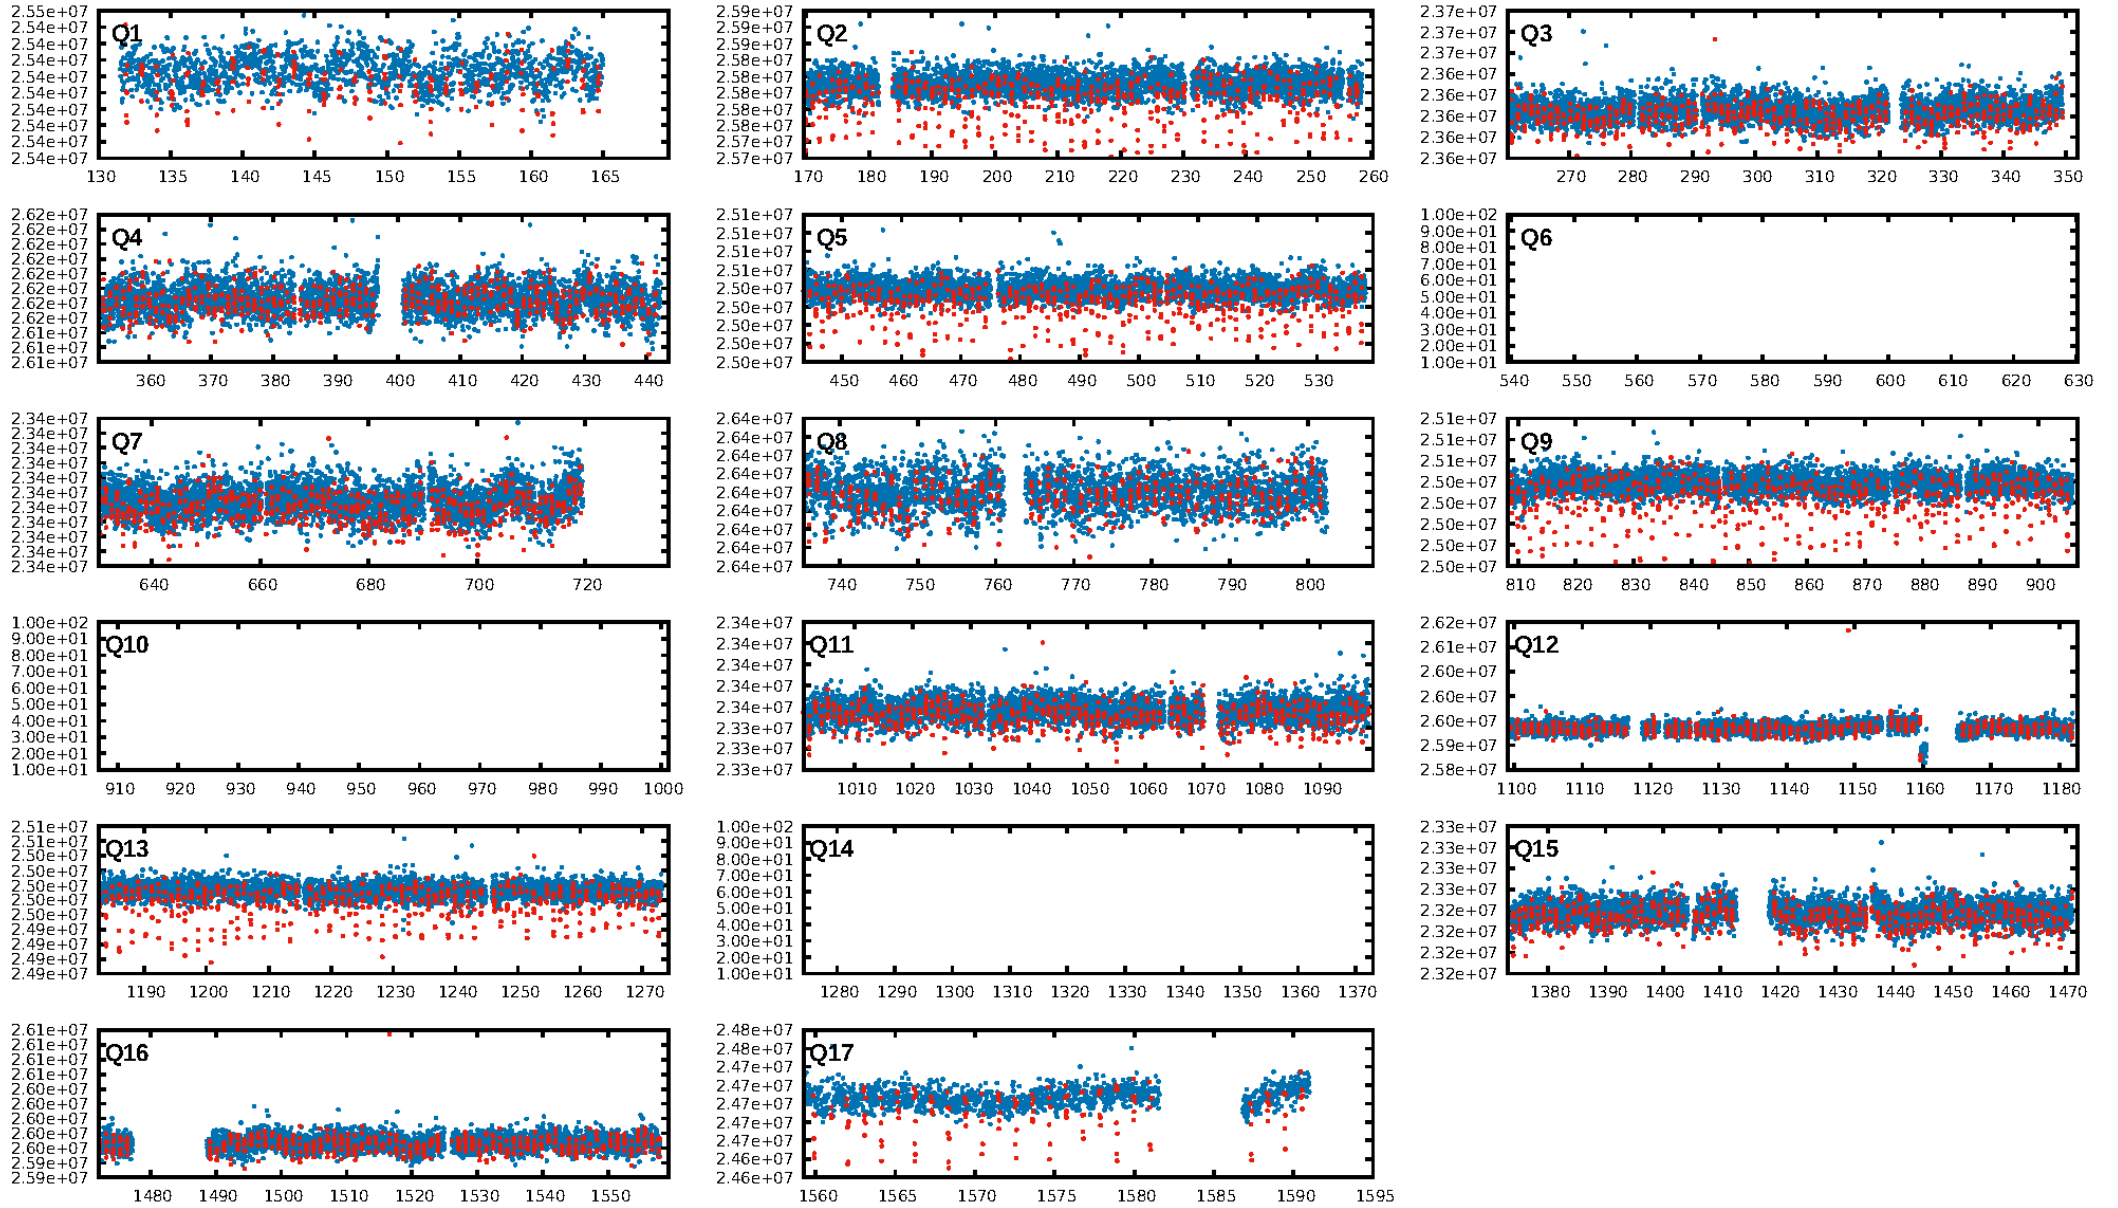 2.55e+07
Q1
2.54e+07
2.54e+07
2.54e+07
2.54e+07
2.54e+07
2.54e+07
2.54e+07
2.54e+07
2.54e+07
130 135 140 145 150 155 160 165
2.59e+07
Q2
2.59e+07
2.59e+07
2.58e+07
2.58e+07
2.58e+07
2.58e+07
2.58e+07
2.57e+07
2.57e+07
170 180 190 200 210 220 230 240 250 260
2.37e+07
Q3
2.37e+07
2.37e+07
2.36e+07
2.36e+07
2.36e+07
2.36e+07
2.36e+07
270 280 290 300 310 320 330 340 350
2.62e+07
Q4
2.62e+07
2.62e+07
2.62e+07
2.62e+07
2.62e+07
2.62e+07
2.62e+07
2.61e+07
2.61e+07
2.61e+07
360 370 380 390 400 410 420 430 440
2.51e+07
Q5
2.51e+07
2.51e+07
2.51e+07
2.50e+07
2.50e+07
2.50e+07
2.50e+07
2.50e+07
450 460 470 480 490 500 510 520 530
1.00e+02
Q6
9.00e+01
8.00e+01
7.00e+01
6.00e+01
5.00e+01
4.00e+01
3.00e+01
2.00e+01
1.00e+01
540 550 560 570 580 590 600 610 620 630
2.34e+07
Q7
2.34e+07
2.34e+07
2.34e+07
2.34e+07
2.34e+07
2.34e+07
2.34e+07
2.34e+07
2.34e+07
2.34e+07
640 660 680 700 720
2.64e+07
Q8
2.64e+07
2.64e+07
2.64e+07
2.64e+07
2.64e+07
2.64e+07
2.64e+07
2.64e+07
740 750 760 770 780 790 800
2.51e+07
Q9
2.51e+07
2.51e+07
2.50e+07
2.50e+07
2.50e+07
2.50e+07
2.50e+07
810 820 830 840 850 860 870 880 890 900
1.00e+02
Q10
9.00e+01
8.00e+01
7.00e+01
6.00e+01
5.00e+01
4.00e+01
3.00e+01
2.00e+01
1.00e+01
910 920 930 940 950 960 970 980 990 1000
2.34e+07
Q11
2.34e+07
2.34e+07
2.34e+07
2.34e+07
2.33e+07
2.33e+07
2.33e+07
1010 1020 1030 1040 1050 1060 1070 1080 1090
2.62e+07
Q12
2.61e+07
2.60e+07
2.60e+07
2.60e+07
2.59e+07
2.58e+07
1100 1110 1120 1130 1140 1150 1160 1170 1180
2.51e+07
Q13
2.51e+07
2.50e+07
2.50e+07
2.50e+07
2.50e+07
2.50e+07
2.49e+07
2.49e+07
2.49e+07
2.49e+07
1190 1200 1210 1220 1230 1240 1250 1260 1270
1.00e+02
Q14
9.00e+01
8.00e+01
7.00e+01
6.00e+01
5.00e+01
4.00e+01
3.00e+01
2.00e+01
1.00e+01
1280 1290 1300 1310 1320 1330 1340 1350 1360 1370
2.33e+07
Q15
2.33e+07
2.33e+07
2.33e+07
2.32e+07
2.32e+07
2.32e+07
2.32e+07
1380 1390 1400 1410 1420 1430 1440 1450 1460 1470
2.61e+07
Q16
2.61e+07
2.61e+07
2.61e+07
2.60e+07
2.60e+07
2.60e+07
2.60e+07
2.60e+07
2.59e+07
2.59e+07
1480 1490 1500 1510 1520 1530 1540 1550
2.48e+07
Q17
2.48e+07
2.47e+07
2.47e+07
2.47e+07
2.47e+07
2.47e+07
2.46e+07
2.46e+07
1560 1565 1570 1575 1580 1585 1590 1595